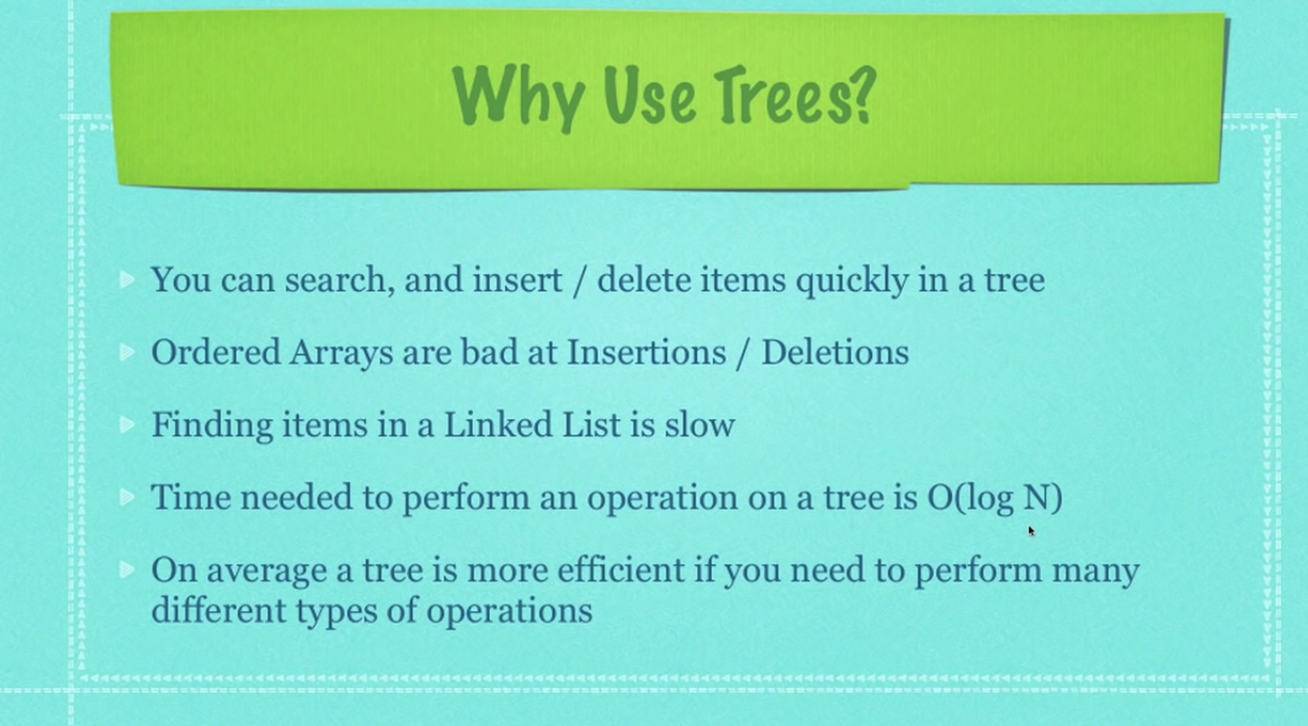 Why Use Trees?
You can search, and insert / delete items quickly in a tree
Ordered Arrays are bad at Insertions / Deletions
Finding items in a Linked List is slow
Time needed to perform an operation on a tree is O(log N)
On average a tree is more efficient if you need to perform many
different types of operations